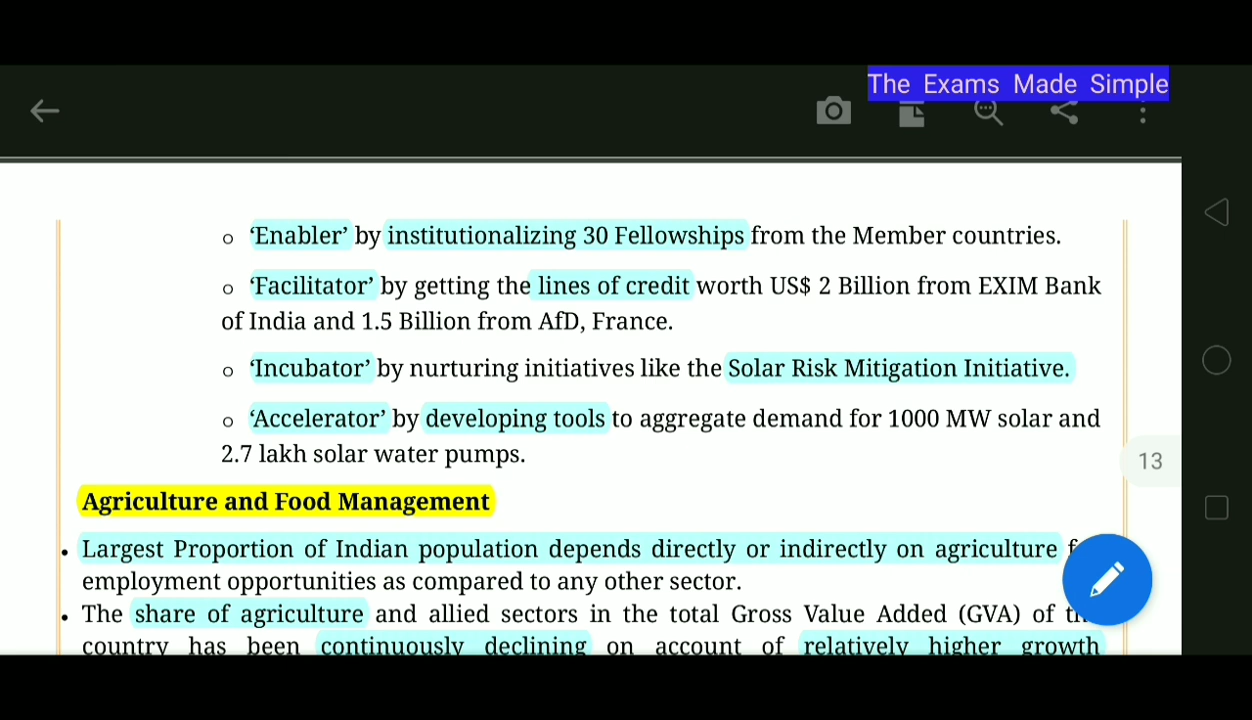 The Exams Made Simple
‘Enabler’ by institutionalizing 30 Fellowships from the Member countries.
‘Facilitator’ by getting the lines of credit worth US$ 2 Billion from EXIM Bank
of India and 1.5 Billion from AfD, France.
‘Incubator’ by nurturing initiatives like the Solar Risk Mitigation Initiative.
‘Accelerator’ by developing tools to aggregate demand for 1000 MW solar and
2.7 lakh solar water pumps.
13
Agriculture and Food Management
Largest Proportion of Indian population depends directly or indirectly on agriculture
employment opportunities as compared to any other sector.
The share of agriculture and allied sectors in the total Gross Value Added (GVA) of
country has been continuously declining on account of relatively higher growth